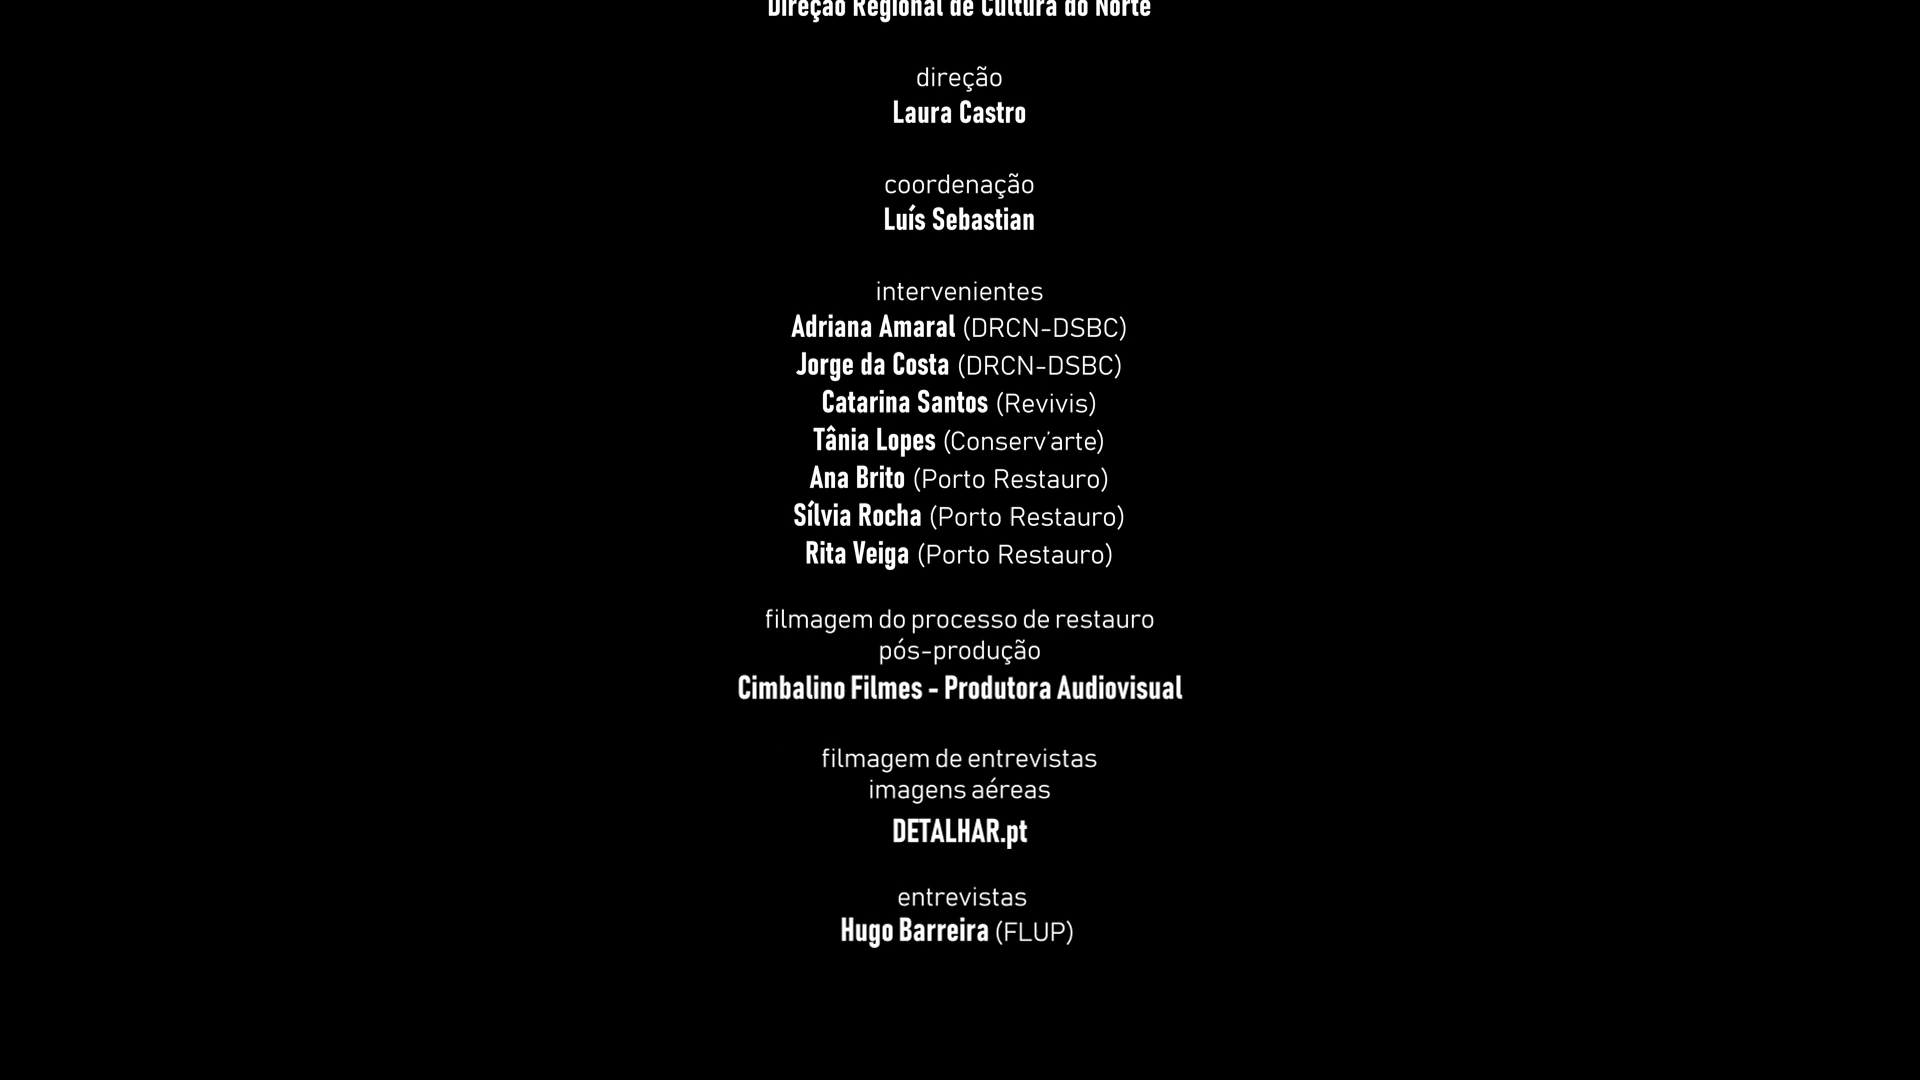 Direção Regional de Cultura do Norte
direção
Laura Castro
coordenação
Luís Sebastian
intervenientes
Adriana Amaral (DRCN-DSBC)
Jorge da Costa (DRCN-DSBC)
Catarina Santos (Revivis)
Tânia Lopes (Conserv’arte)
Ana Brito (Porto Restauro)
Sílvia Rocha (Porto Restauro)
Rita Veiga (Porto Restauro)
filmagem do processo de restauro
pós-produção
Cimbalino Filmes - Produtora Audiovisual
filmagem de entrevistas
imagens aéreas
DETALHAR.pt
entrevistas
Hugo Barreira (FLUP)